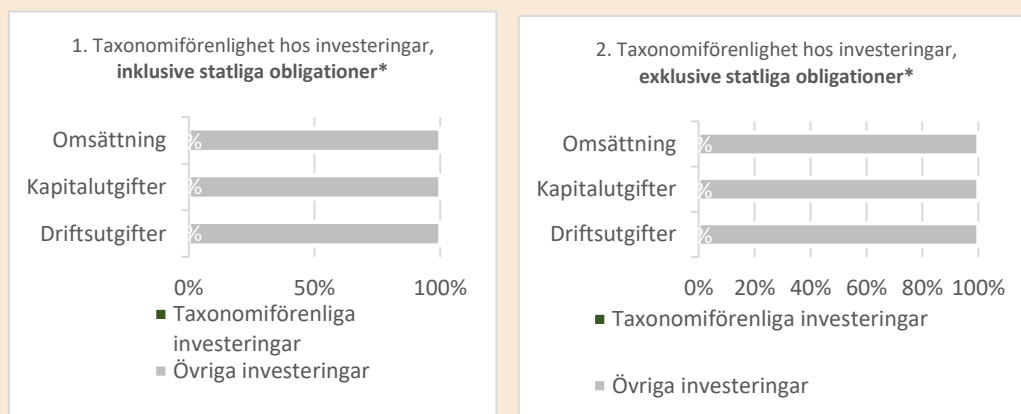 1. Taxonomiförenlighet hos investeringar,
inklusive statliga obligationer*
Omsättning
%
Kapitalutgifter
%
Driftsutgifter
%
0% 50% 100%
Taxonomiförenliga
investeringar
Övriga investeringar
2. Taxonomiförenlighet hos investeringar,
exklusive statliga obligationer*
Omsättning
%
Kapitalutgifter
%
Driftsutgifter
%
0% 20% 40% 60% 80% 100%
Taxonomiförenliga investeringar
Övriga investeringar